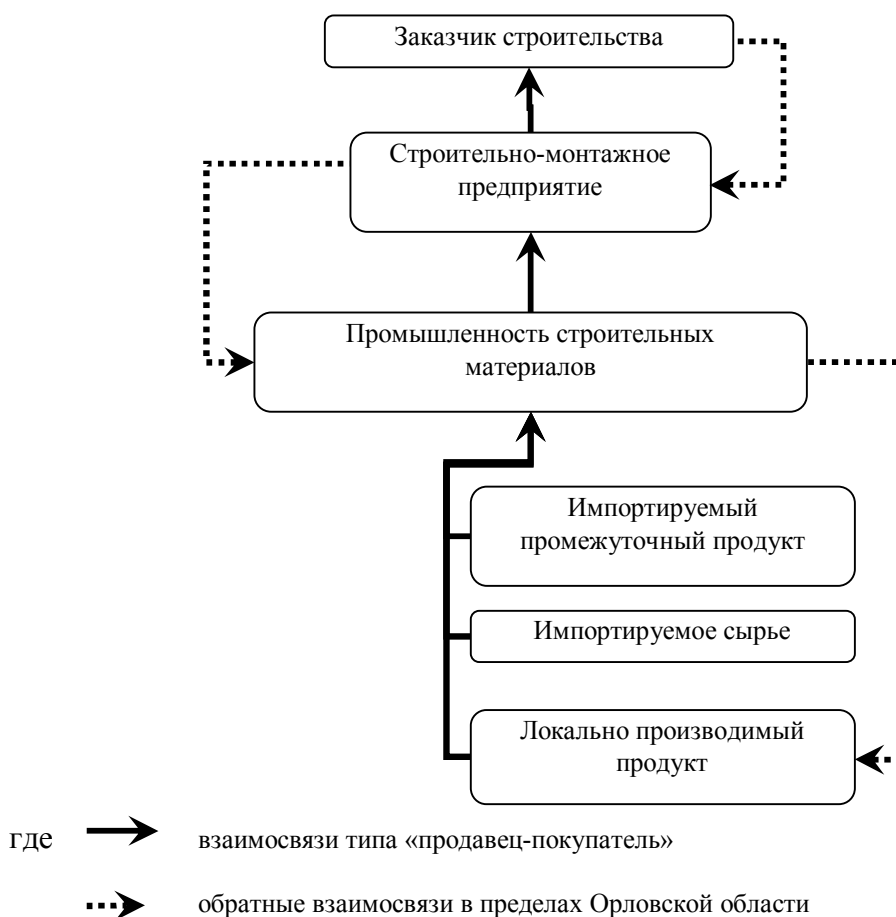 Заказчик строительства
Строительно-монтажное
предприятие
Промышленность строительных
материалов
Импортируемый
промежуточный продукт
Импортируемое сырье
Локально производимый
продукт
где
взаимосвязи типа «продавец-покупатель»
обратные взаимосвязи в пределах Орловской области